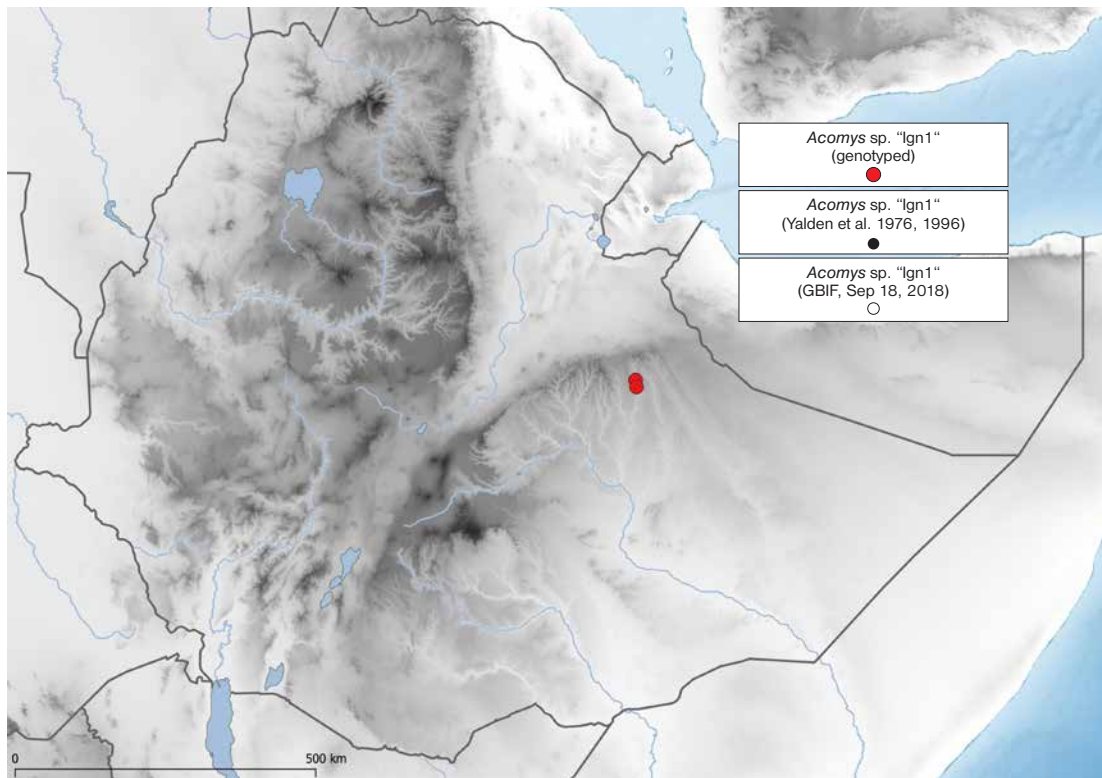 Acomys sp. “Ign1“
(genotyped)
Acomys sp. “Ign1“
(Yalden et al. 1976, 1996)
Acomys sp. “Ign1“
(GBIF, Sep 18, 2018)
0
500 km